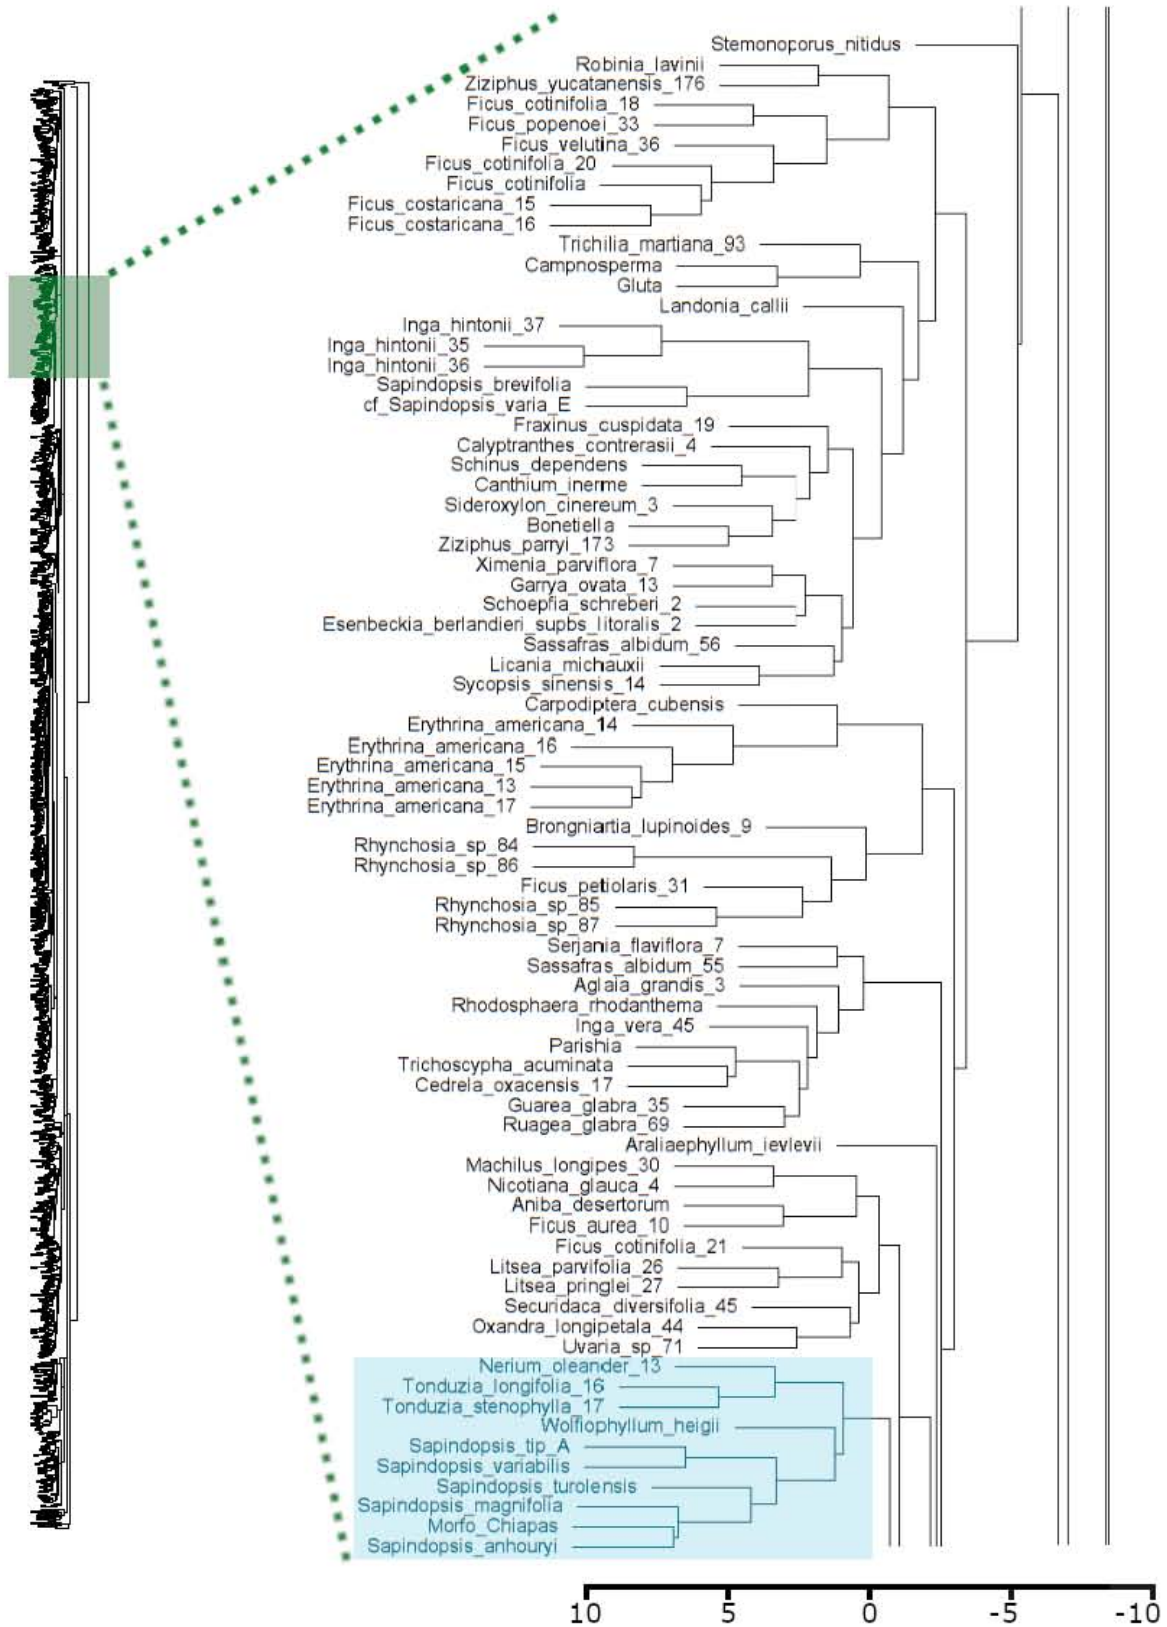 Stemonoporus_nitidus
Robinia_lavinii
Ziziphus_yucatanensis_176
Ficus_cotinifolia_18
Ficus_popenoei_33
Ficus_velutina_36
Ficus_cotinifolia_20
Ficus_cotinifolia
Ficus_costaricana_15
Ficus_costaricana_16
Trichilia_martiana_93
Campnosperma
Gluta
Landonia_callii
Inga_hintonii_37
Inga_hintonii_35
Inga_hintonii_36
Sapindopsis_brevifolia
cf_Sapindopsis_varia_E
Fraxinus_cuspidata_19
Calyptranthes_contrerasii_4
Schinus_dependens
Canthium_inerme
Sideroxylon_cinereum_3
Bonetiella
Ziziphus_parryi_173
Ximenia_parviflora_7
Garrya_ovata_13
Schoepfia_schreberi_2
Esenbeckia_berlandieri_supbs_litoralis_2
Sassafras_albidum_56
Licania_michauxii
Sycopsis_sinensis_14
Carpodiptera_cubensis
Erythrina_americana_14
Erythrina_americana_16
Erythrina_americana_15
Erythrina_americana_13
Erythrina_americana_17
Brongniartia_lupinoides_9
Rhynchosia_sp_84
Rhynchosia_sp_86
Ficus_petiolaris_31
Rhynchosia_sp_85
Rhynchosia_sp_87
Serjania_flaviflora_7
Sassafras_albidum_55
Aglaia_grandis_3
Rhodosphaera_rhodanthema
Inga_vera_45
Parishia
Trichoscypha_acuminata
Cedrela_oxacensis_17
Guarea_glabra_35
Ruagea_glabra_69
Araliaephyllum_ievlevii
Machilus_longipes_30
Nicotiana_glauca_4
Aniba_desertorum
Ficus_aurea_10
Ficus_cotinifolia_21
Litsea_parvifolia_26
Litsea_pringlei_27
Securidaca_diversifolia_45
Oxandra_longipetala_44
Uvaria_sp_71
Nerium_oleander_13
Tonduzia_longifolia_16
Tonduzia_stenophylla_17
Wolfiophyllum_heigii
Sapindopsis_tip_A
Sapindopsis_variabilis
Sapindopsis_turolensis
Sapindopsis_magnifolia
Morfo_Chiapas
Sapindopsis_anhouryi
10 5 0 -5 -10